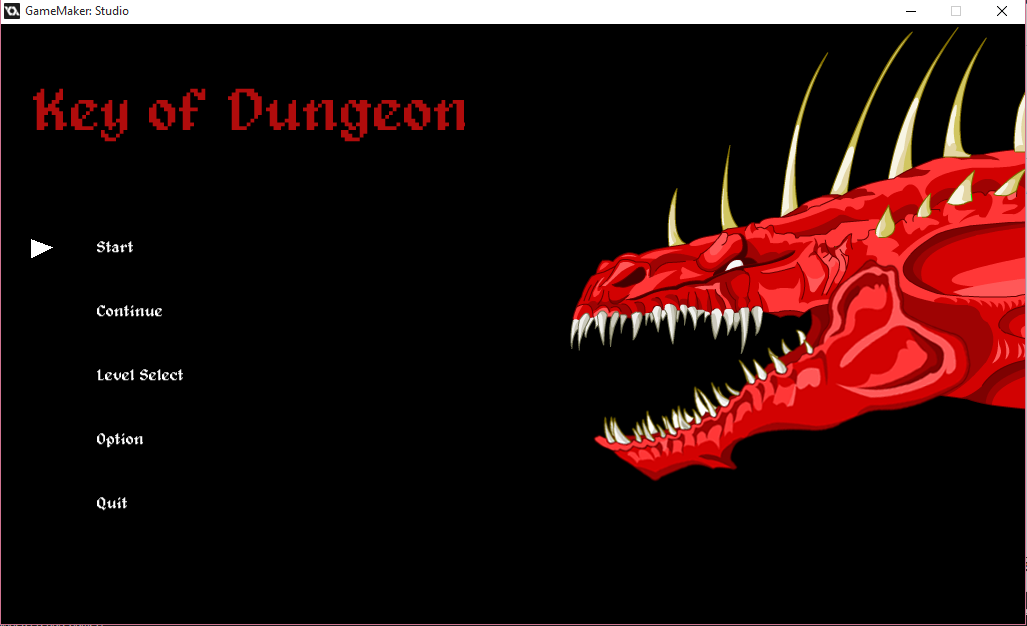 GameMaker: Studio
Key of Dungeon
Start
Continue
Level Select
Option
Quit